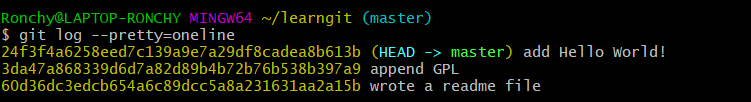 Ronchy@LAPTOP-RONCHY MINGW64 ~/learngit (master)
$ git log --pretty=oneline
24f3f4a6258eed7c139a9e7a29df8cadea8b613b (HEAD -> master) add Hello World!
3da47a868339d6d7a82d89b4b72b76b538b397a9 append GPL
60d36dc3edcb654a6c89dcc5a8a231631aa2a15b wrote a readme file